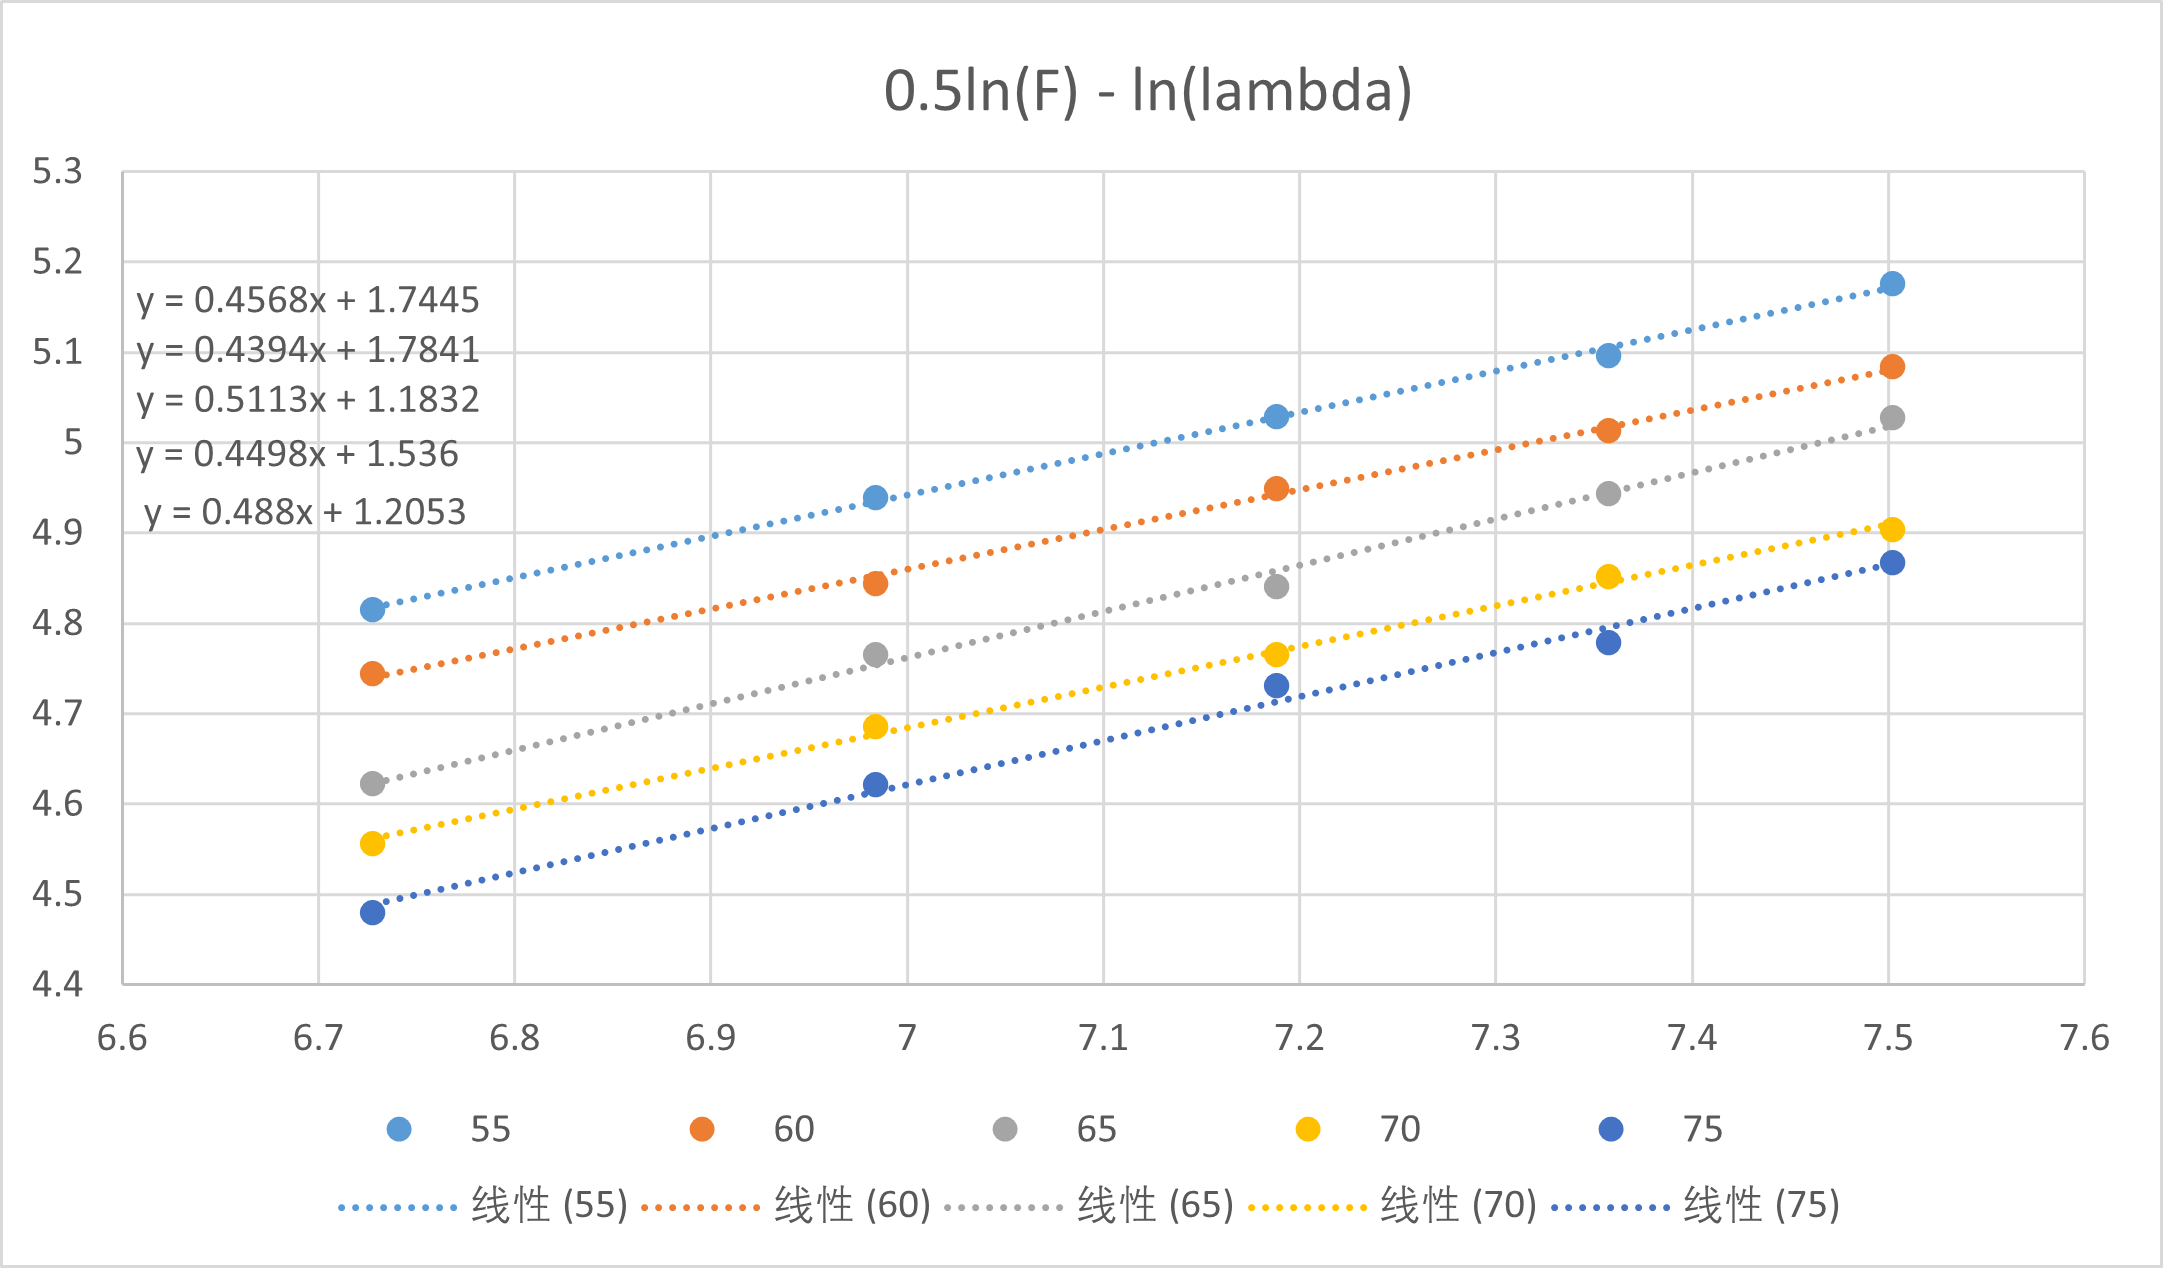 0.5ln(F) - ln(lambda)
5.3
5.2
5.1
5
4.9
4.8
4.7
4.6
4.5
4.4
y = 0.4568x + 1.7445
y = 0.4394x + 1.7841
y = 0.5113x + 1.1832
y = 0.4498x + 1.536
y = 0.488x + 1.2053
6.6 6.7 6.8 6.9 7 7.1 7.2 7.3 7.4 7.5 7.6
55 60 65 70 75
线性 (55) 线性 (60) 线性 (65) 线性 (70) 线性 (75)